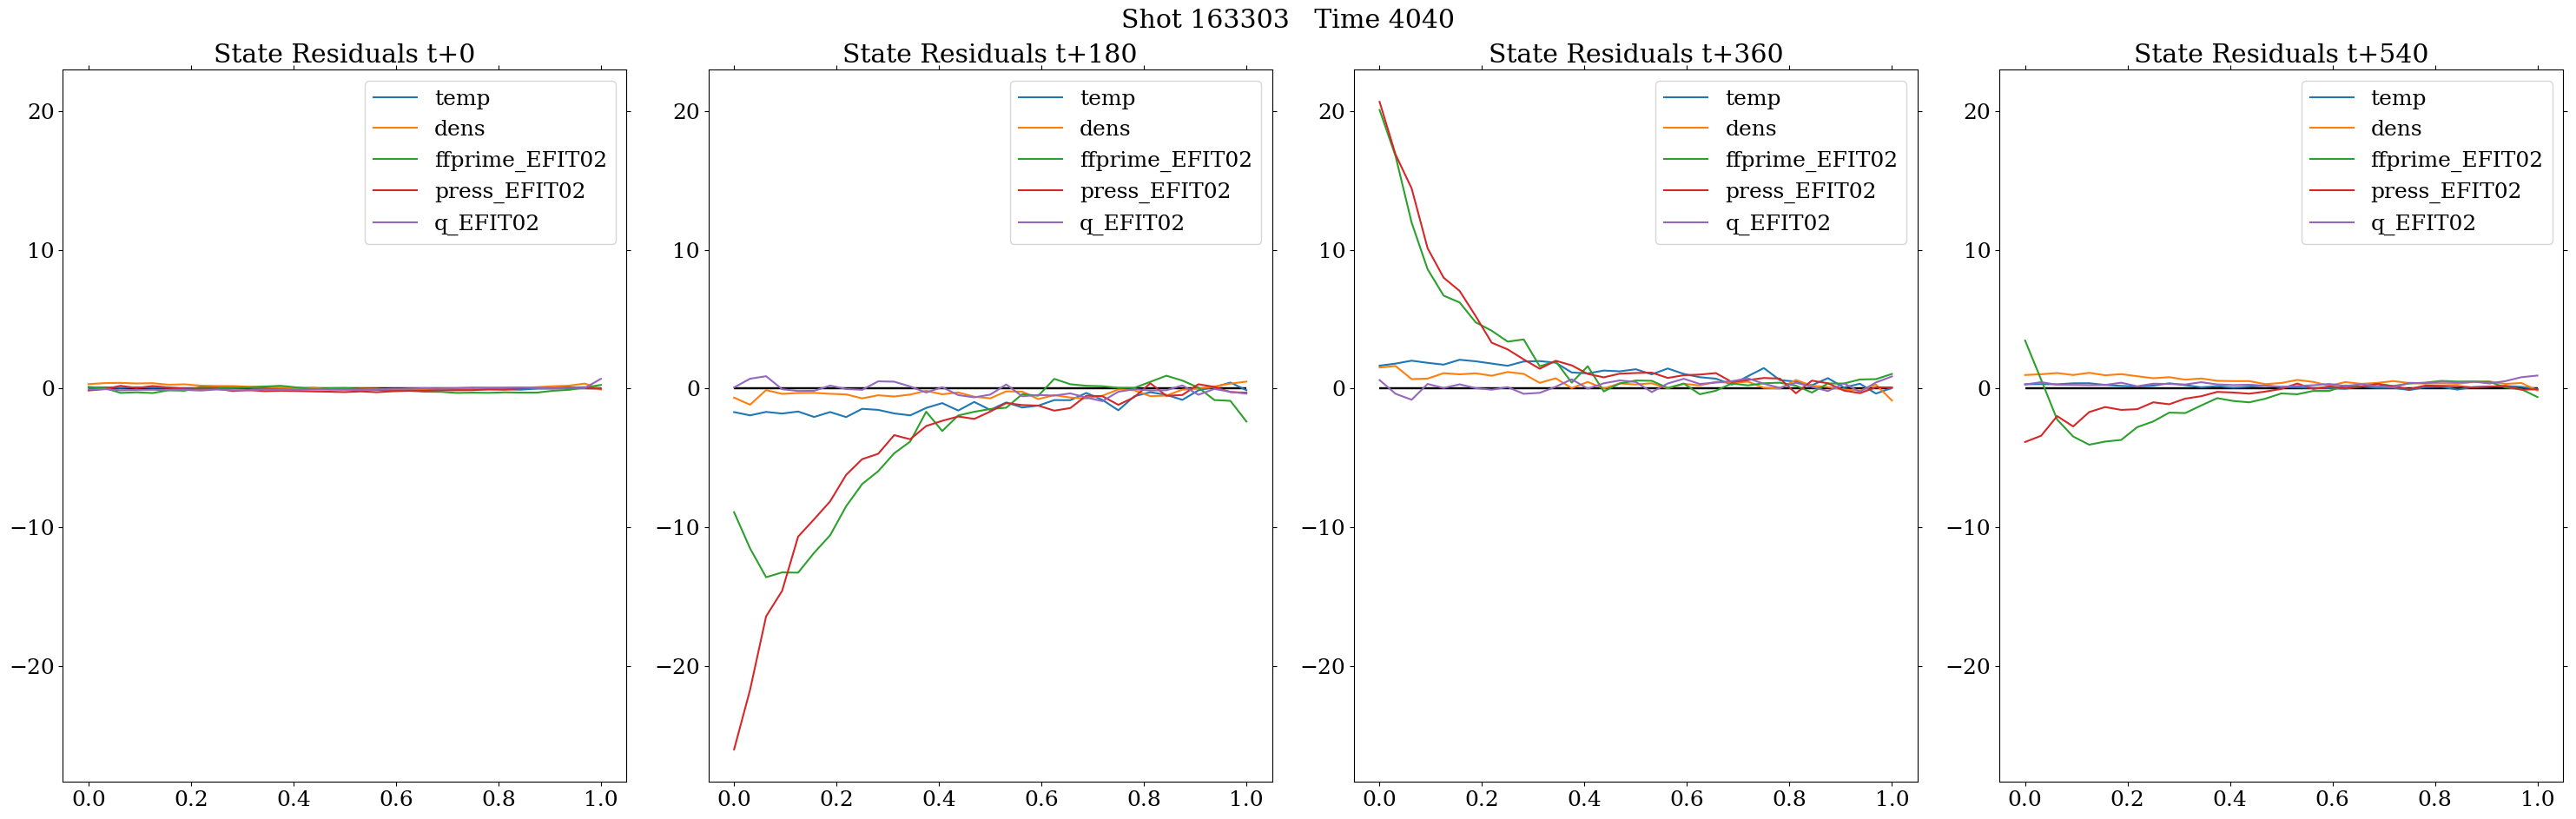 Shot 163303   Time 4040
State Residuals t+0
20
10
0
−10
−20
0.0 0.2 0.4 0.6 0.8 1.0
temp
dens
ffprime_EFIT02
press_EFIT02
q_EFIT02
State Residuals t+180
20
10
0
−10
−20
0.0 0.2 0.4 0.6 0.8 1.0
temp
dens
ffprime_EFIT02
press_EFIT02
q_EFIT02
State Residuals t+360
20
10
0
−10
−20
0.0 0.2 0.4 0.6 0.8 1.0
temp
dens
ffprime_EFIT02
press_EFIT02
q_EFIT02
State Residuals t+540
20
10
0
−10
−20
0.0 0.2 0.4 0.6 0.8 1.0
temp
dens
ffprime_EFIT02
press_EFIT02
q_EFIT02